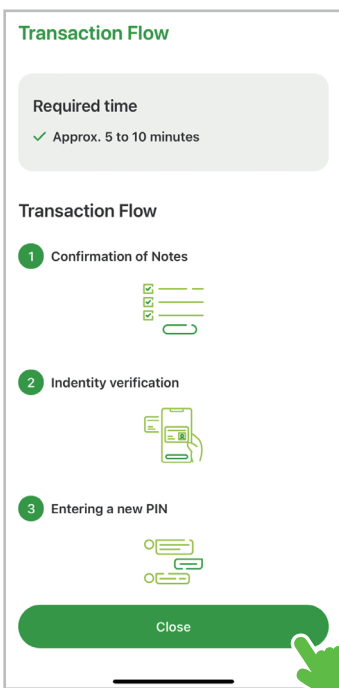 Transaction Flow
Required time
Approx. 5 to 10 minutes
Transaction Flow
1 Confirmation of Notes
2 Indentity verification
3 Entering a new PIN
Close